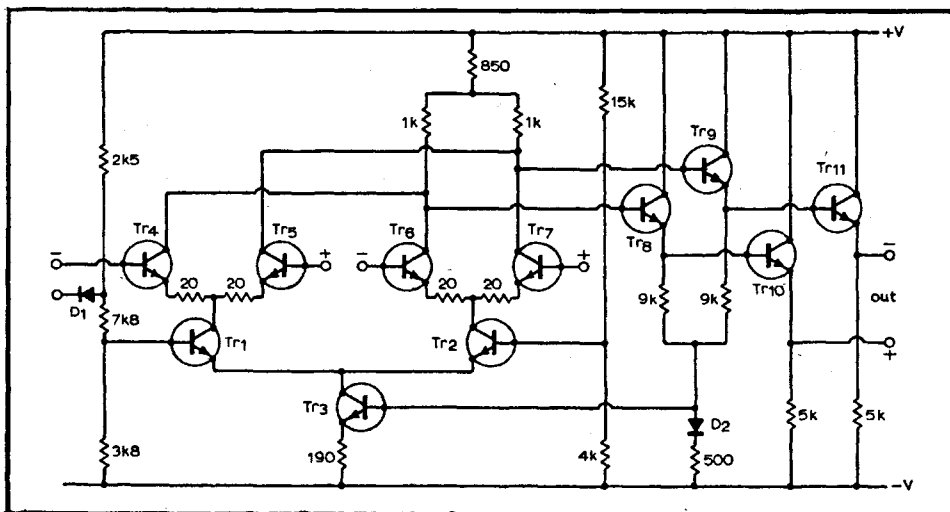 +V
850
15k
1k
1k
Tr9
2k5
Tr11
Tr4
Tr5
Tr6
Tr7
Tr8
−
+
−
+
−
20
20
20
20
Tr10
out
D1
7k8
9k
9k
Tr1
Tr2
+
Tr3
D2
5k
5k
3k8
190
4k
500
−V